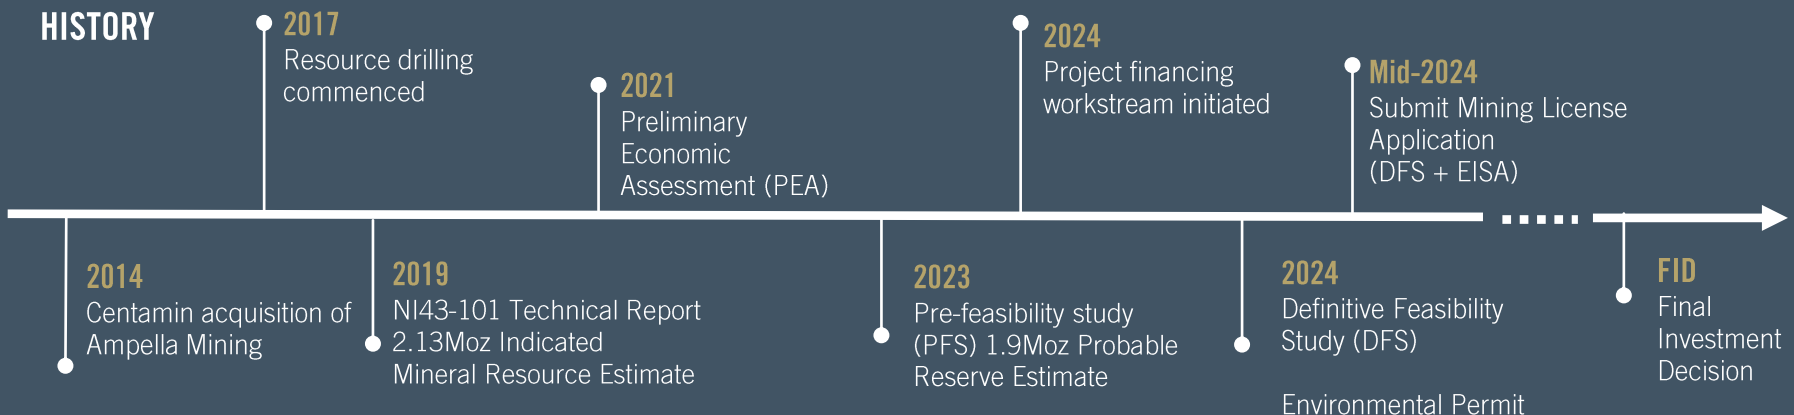 HISTORY
2017
Resource drilling
commenced
2021
Preliminary
Economic
Assessment (PEA)
2024
Project financing
workstream initiated
Mid-2024
Submit Mining License
Application
(DFS + EISA)
2014
Centamin acquisition of
Ampella Mining
2019
NI43-101 Technical Report
2.13Moz Indicated
Mineral Resource Estimate
2023
Pre-feasibility study
(PFS) 1.9Moz Probable
Reserve Estimate
2024
Definitive Feasibility
Study (DFS)
Environmental Permit
FID
Final
Investment
Decision